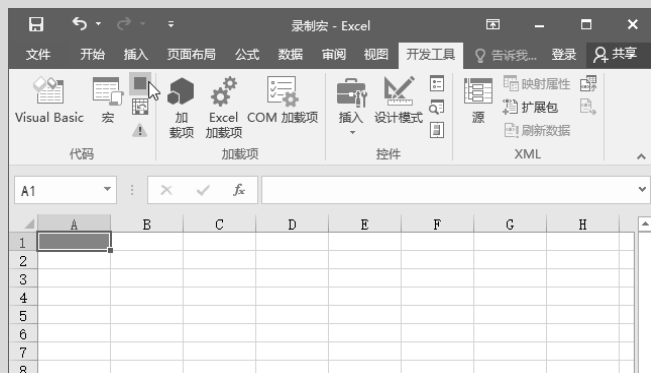 录制宏 - Excel
文件 开始 插入 页面布局 公式 数据 审阅 视图 开发工具 告诉我... 登录 共享
Visual Basic 宏 加载项 Excel 加载项 COM 加载项 插入 设计模式 源 映射属性
扩展包
刷新数据
代码 加载项 控件 XML
A1 fx
A B C D E F G H
1
2
3
4
5
6
7
8